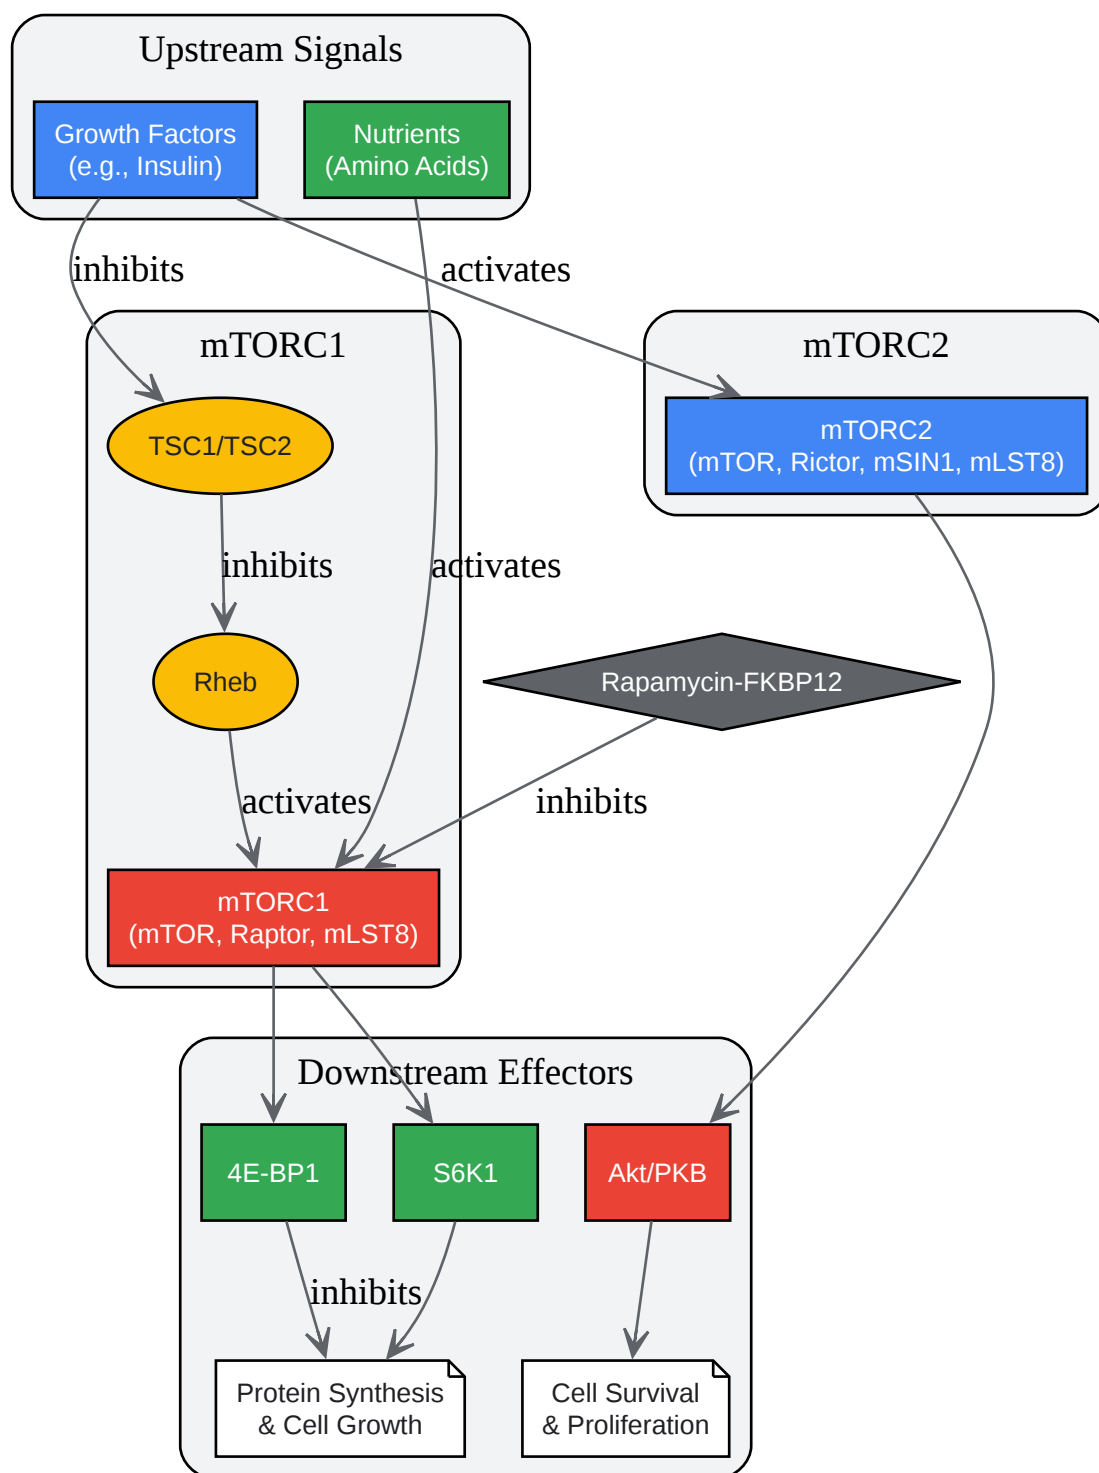 Upstream Signals
Growth Factors
(e.g., Insulin)
Nutrients
(Amino Acids)
inhibits
activates
mTORC1
mTORC2
TSC1/TSC2
mTORC2
(mTOR, Rictor, mSIN1, mLST8)
inhibits
activates
Rheb
Rapamycin-FKBP12
activates
inhibits
mTORC1
(mTOR, Raptor, mLST8)
Downstream Effectors
4E-BP1
S6K1
Akt/PKB
inhibits
Protein Synthesis
& Cell Growth
Cell Survival
& Proliferation